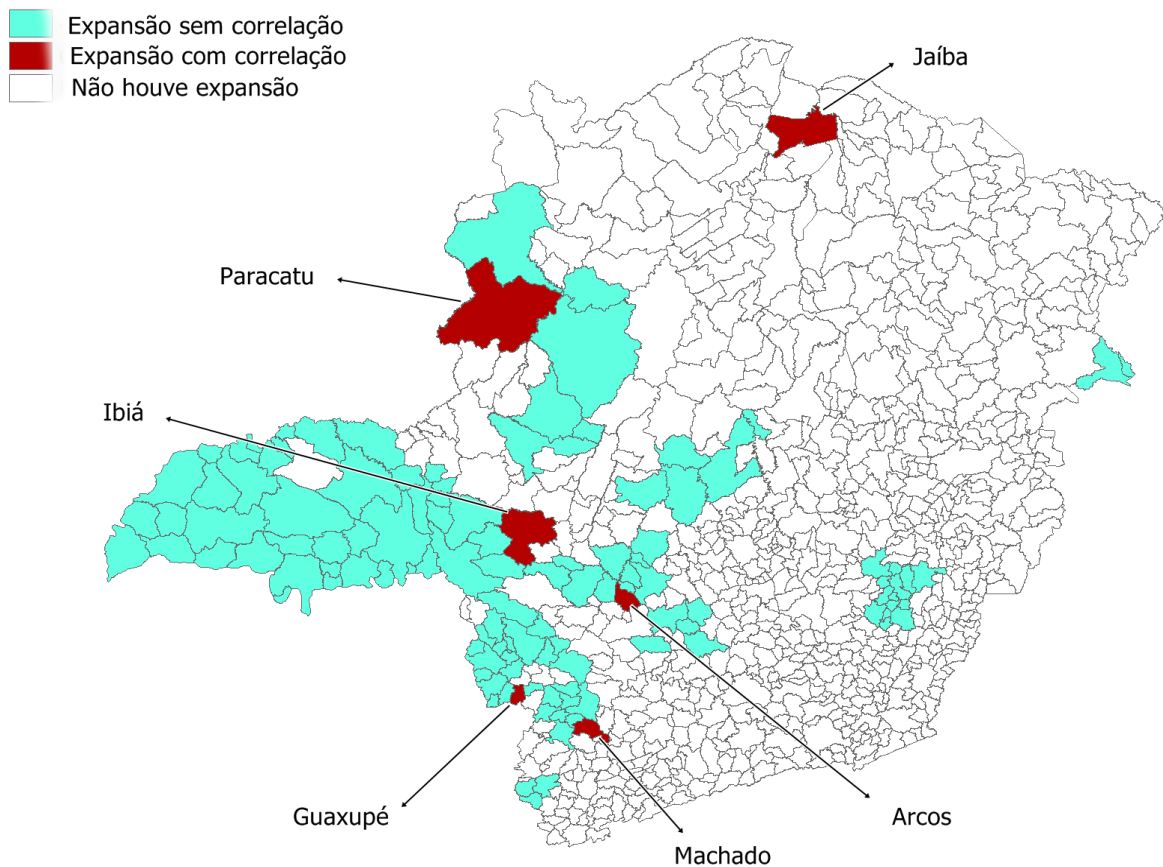 Expansão sem correlação
Expansão com correlação
Não houve expansão
Jaíba
Paracatu
Ibiá
Guaxupé
Arcos
Machado